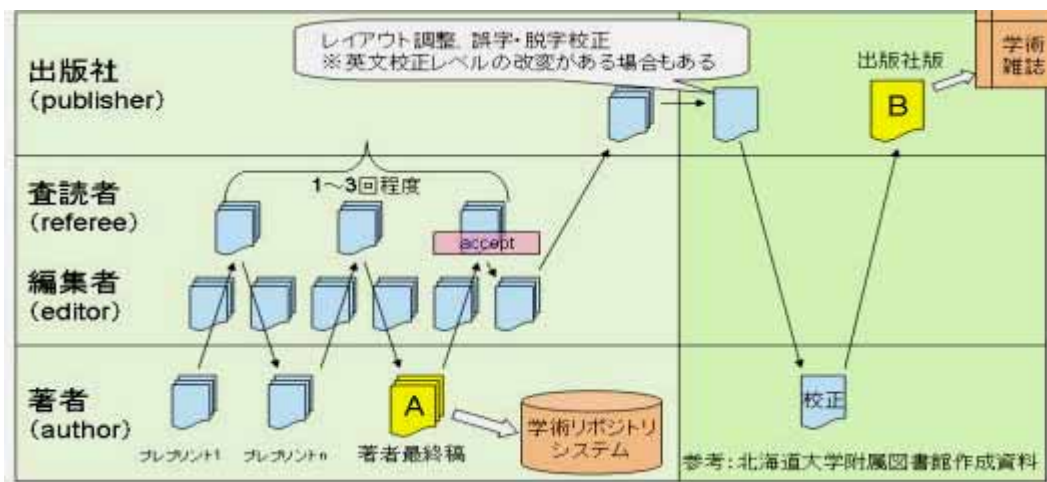 レイアウト調整、誤字・脱字校正
※英文校正レベルの改変がある場合もある
出版社
(publisher)
出版社版
B
学術
雑誌
査読者
(referee)
1～3回程度
accept
編集者
(editor)
著者
(author)
プレプリント1
プレプリントn
A
著者最終稿
学術リポジトリ
システム
校正
参考：北海道大学附属図書館作成資料